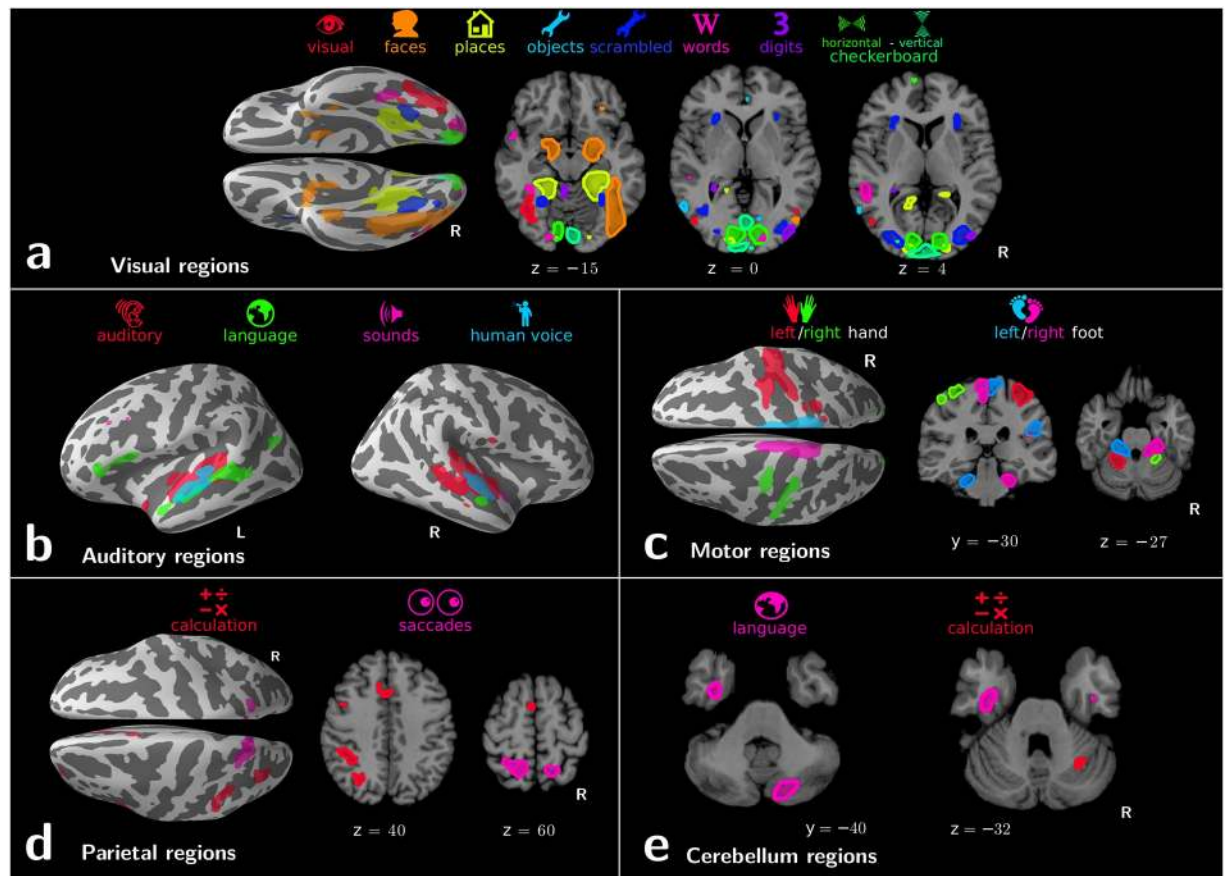 W 3
visual faces places objects scrambled words digits horizontal - vertical
checkerboard
R
a Visual regions
z = −15 z = 0 z = 4 R
auditory language sounds human voice
L R
b Auditory regions
left/right hand left/right foot
R
R
y = −30 z = −27
c Motor regions
+ ÷
− ×
calculation saccades
R
R
z = 40 z = 60
d Parietal regions
+ ÷
− ×
language calculation
R
y = −40 z = −32
e Cerebellum regions